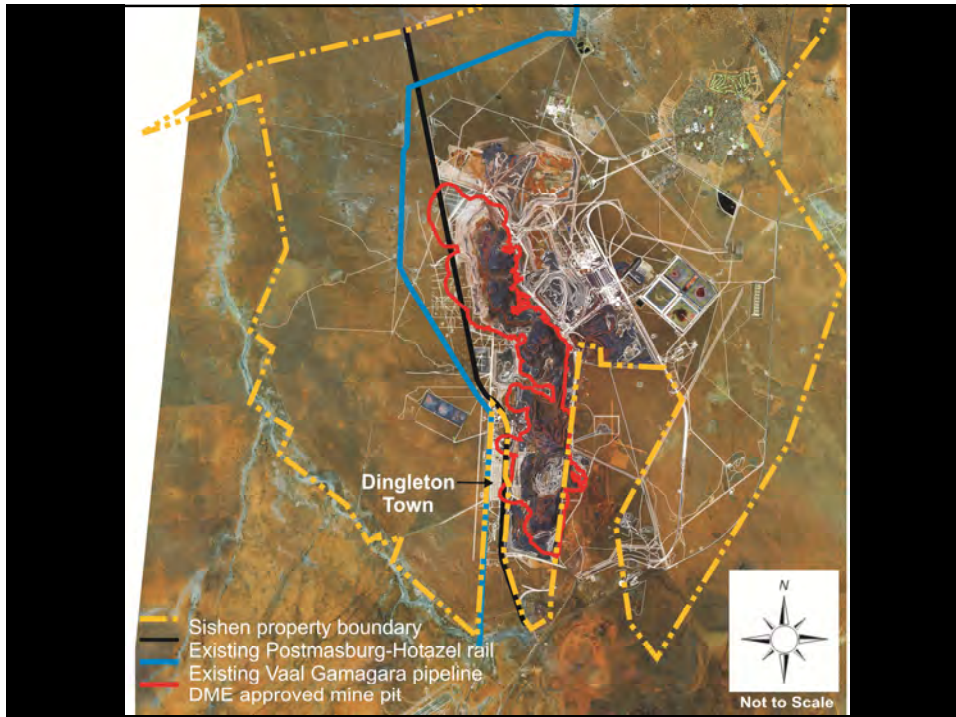 Dingleton
Town
Sishen property boundary
Existing Postmasburg-Hotazel rail
Existing Vaal Gamagara pipeline
DME approved mine pit
N
Not to Scale